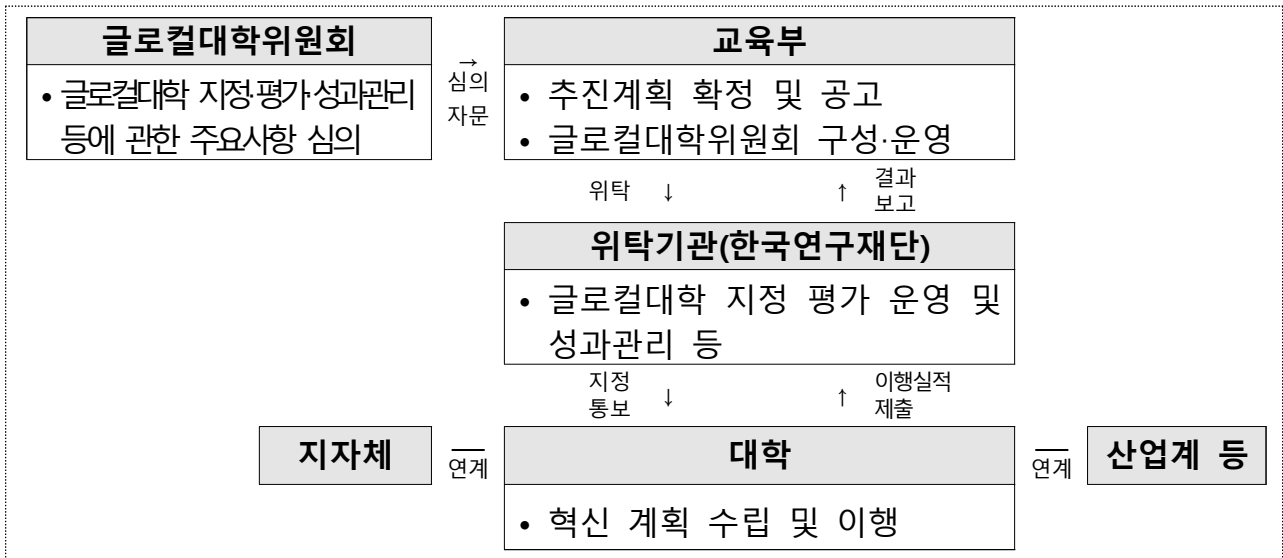 글로컬대학위원회
• 글로컬대학 지정·평가·성과관리
등에 관한 주요사항 심의
→
심의
자문
교육부
• 추진계획 확정 및 공고
• 글로컬대학위원회 구성·운영
위탁 ↓
↑ 결과
보고
위탁기관(한국연구재단)
• 글로컬대학 지정 평가 운영 및
성과관리 등
지정
통보 ↓
↑ 이행실적
제출
지자체
연계
대학
• 혁신 계획 수립 및 이행
연계
산업계 등